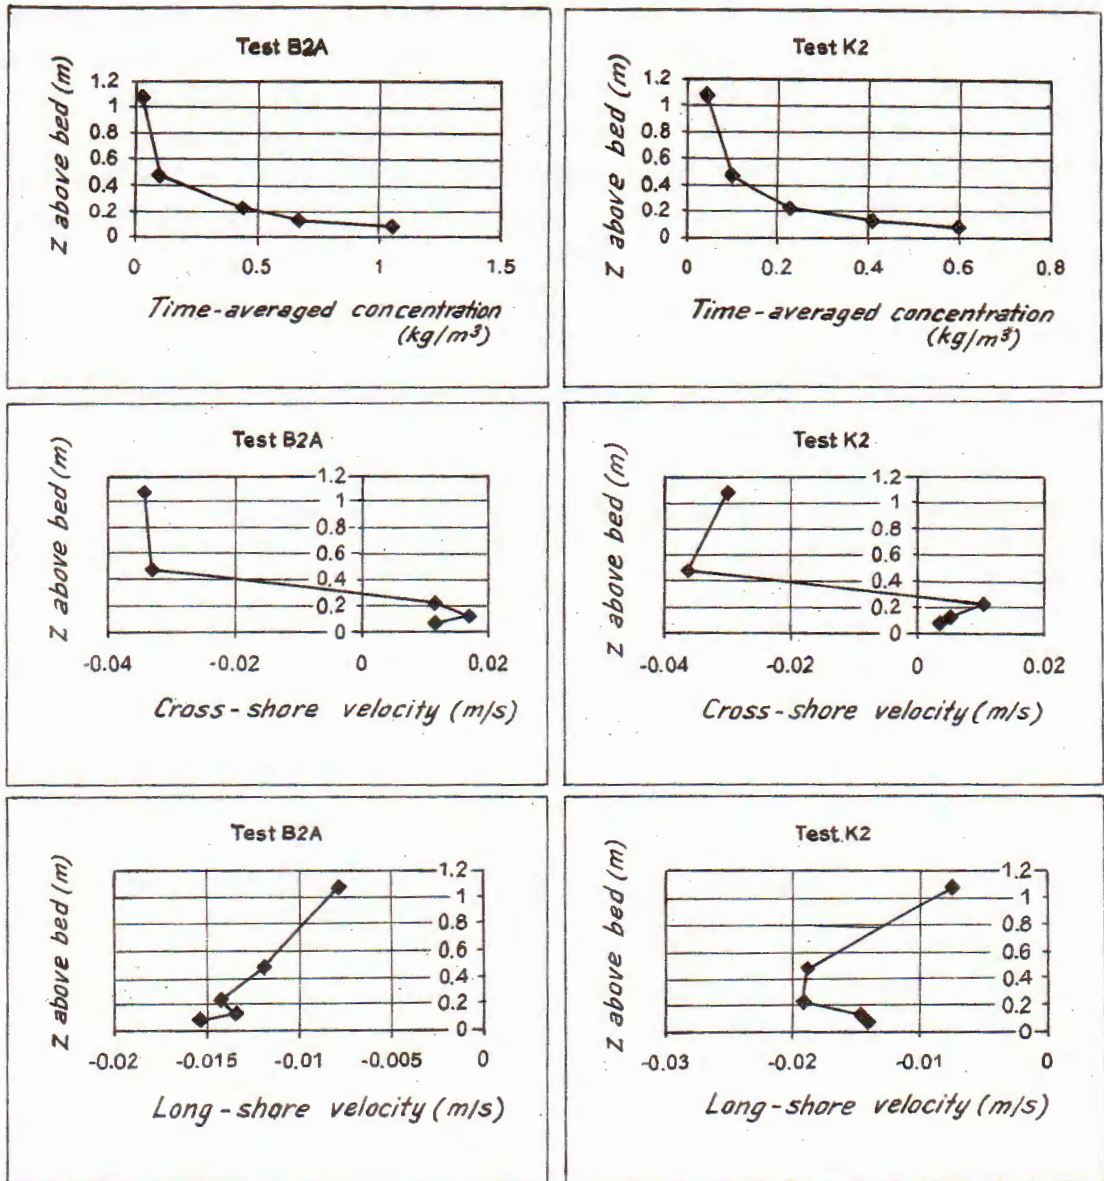 Test B2A
Z above bed (m)
1.2
1
0.8
0.6
0.4
0.2
0
0 0.5 1 1.5
Time-averaged concentration
(kg/m³)
Test K2
Z above bed (m)
1.2
1
0.8
0.6
0.4
0.2
0
0 0.2 0.4 0.6 0.8
Time-averaged concentration
(kg/m³)
Test B2A
Z above bed (m)
1.2
1
0.8
0.6
0.4
0.2
0
-0.04 -0.02 0 0.02
Cross-shore velocity (m/s)
Test K2
Z above bed (m)
1.2
1
0.8
0.6
0.4
0.2
0
-0.04 -0.02 0 0.02
Cross-shore velocity (m/s)
Test B2A
Z above bed (m)
1.2
1
0.8
0.6
0.4
0.2
0
-0.02 -0.015 -0.01 -0.005 0
Long-shore velocity (m/s)
Test K2
Z above bed (m)
1.2
1
0.8
0.6
0.4
0.2
0
-0.03 -0.02 -0.01 0
Long-shore velocity (m/s)